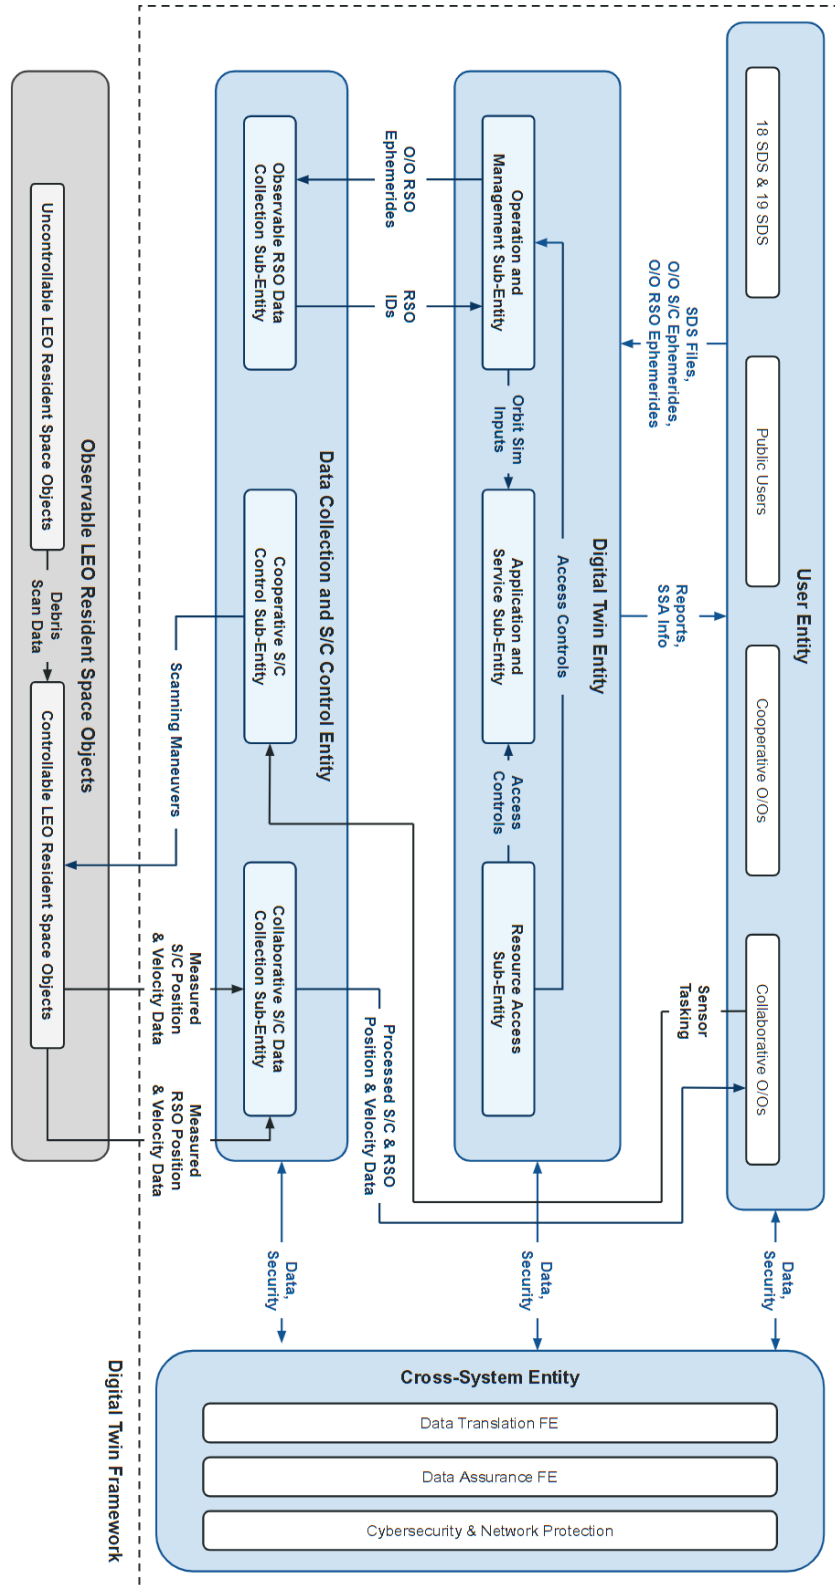 User Entity
18 SDS & 19 SDS
Public Users
Cooperative O/Os
Collaborative O/Os
SDS Files,
O/O S/C Ephemerides,
O/O RSO Ephemerides
Reports,
SSA Info
Sensor
Tasking
Digital Twin Entity
Access Controls
Operation and
Management Sub-Entity
Orbit Sim
Inputs
Application and
Service Sub-Entity
Access
Controls
Resource Access
Sub-Entity
O/O RSO
Ephemerides
RSO
IDs
Processed S/C & RSO
Position & Velocity Data
Data Collection and S/C Control Entity
Observable RSO Data
Collection Sub-Entity
Cooperative S/C
Control Sub-Entity
Collaborative S/C Data
Collection Sub-Entity
Scanning Maneuvers
Measured
S/C Position
& Velocity Data
Measured
RSO Position
& Velocity Data
Observable LEO Resident Space Objects
Uncontrollable LEO Resident Space Objects
Debris
Scan Data
Controllable LEO Resident Space Objects
Data,
Security
Data,
Security
Data,
Security
Cross-System Entity
Data Translation FE
Data Assurance FE
Cybersecurity & Network Protection
Digital Twin Framework